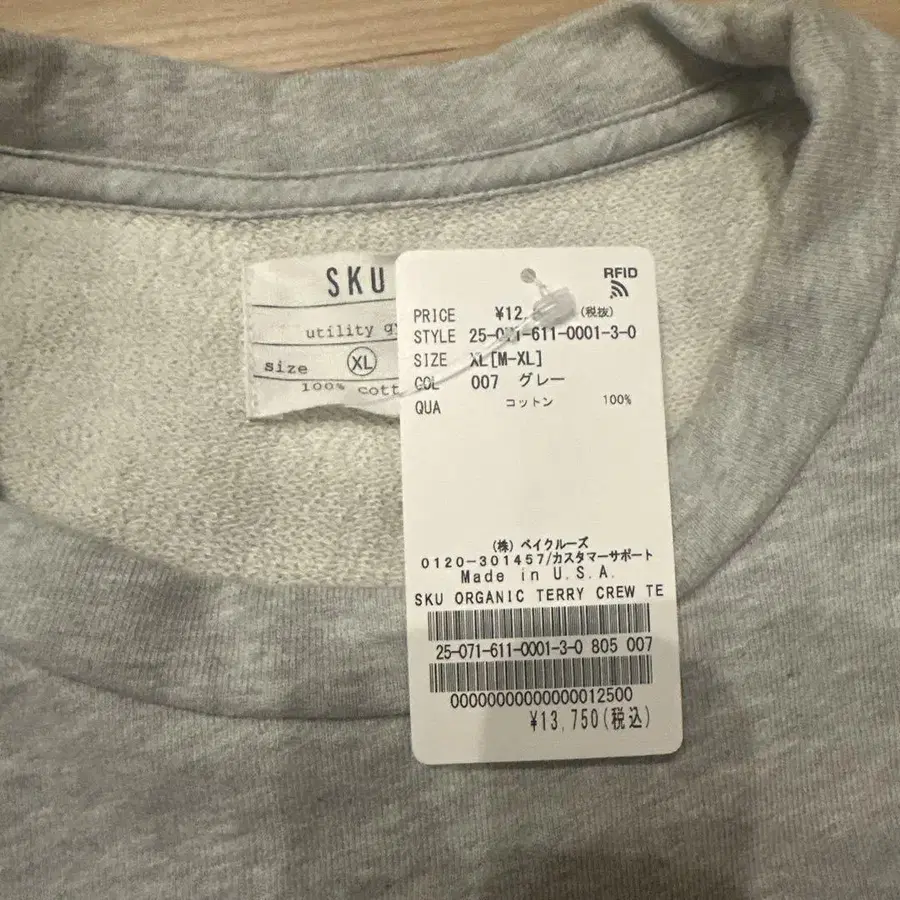 SKU
utility
size XL
100% cott
RFID
PRICE ¥12, (税抜)
STYLE 25-071-611-0001-3-0
SIZE XL[M-XL]
COL 007 グレー
QUA コットン 100%
(株) ベイクルーズ
0120-301457/カスタマーサポート
Made in U.S.A.
SKU ORGANIC TERRY CREW TE
25-071-611-0001-3-0 805 007
00000000000000012500
¥13,750(税込)